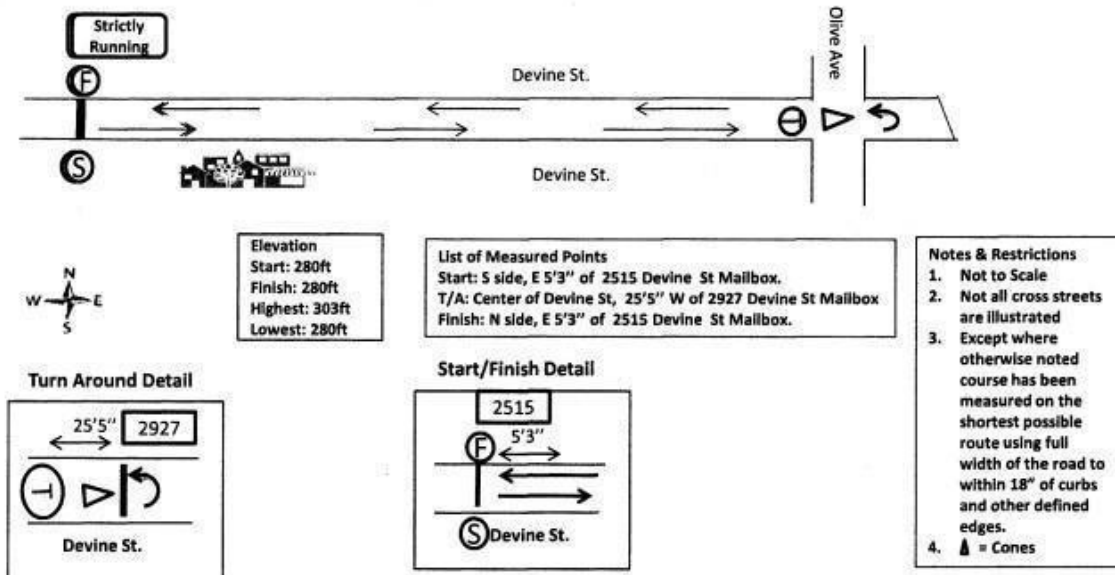 Strictly
Running
F
Olive Ave
Devine St.
T
S
Devine St.
N
W E
S
Elevation
Start: 280ft
Finish: 280ft
Highest: 303ft
Lowest: 280ft
List of Measured Points
Start: S side, E 5'3" of 2515 Devine St Mailbox.
T/A: Center of Devine St, 25'5" W of 2927 Devine St Mailbox
Finish: N side, E 5'3" of 2515 Devine St Mailbox.
Notes & Restrictions
1. Not to Scale
2. Not all cross streets
are illustrated
3. Except where
otherwise noted
course has been
measured on the
shortest possible
route using full
width of the road to
within 18" of curbs
and other defined
edges.
4. = Cones
Turn Around Detail
25'5" 2927
T
Devine St.
Start/Finish Detail
2515
F 5'3"
S Devine St.